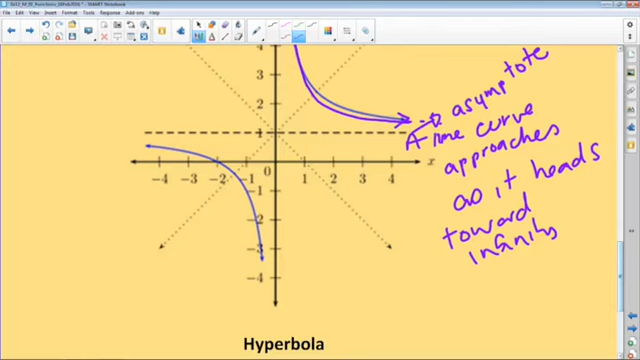 File Edit View Insert Format Tools Add-ons Response Help
4
3
2
1
0
x
-4 -3 -2 -1 1 2 3 4
-1
-2
-3
-4
asymptote
A line curve
approaches
as it heads
toward
infinity
Hyperbola